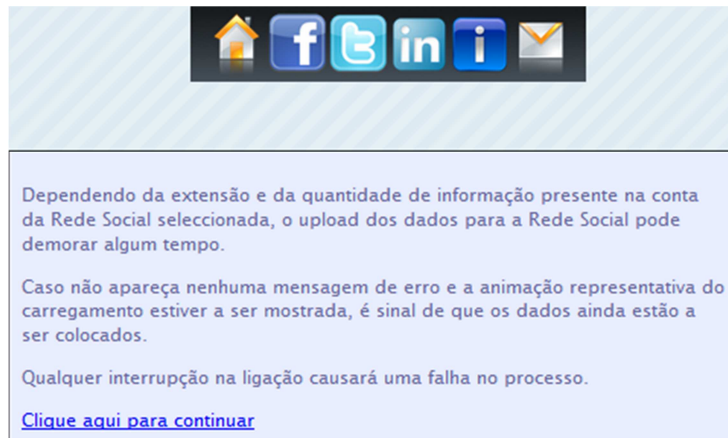 f t in i
Dependendo da extensão e da quantidade de informação presente na conta
da Rede Social seleccionada, o upload dos dados para a Rede Social pode
demorar algum tempo.
Caso não apareça nenhuma mensagem de erro e a animação representativa do
carregamento estiver a ser mostrada, é sinal de que os dados ainda estão a
ser colocados.
Qualquer interrupção na ligação causará uma falha no processo.
Clique aqui para continuar